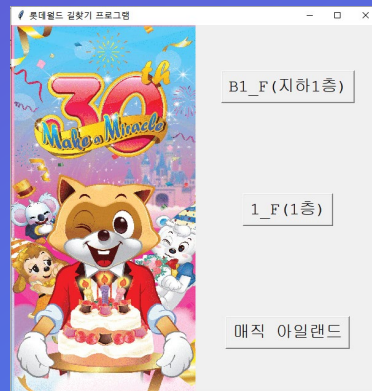 롯데월드 길찾기 프로그램
30th
Make a Miracle
B1_F(지하1층)
1_F(1층)
매직 아일랜드